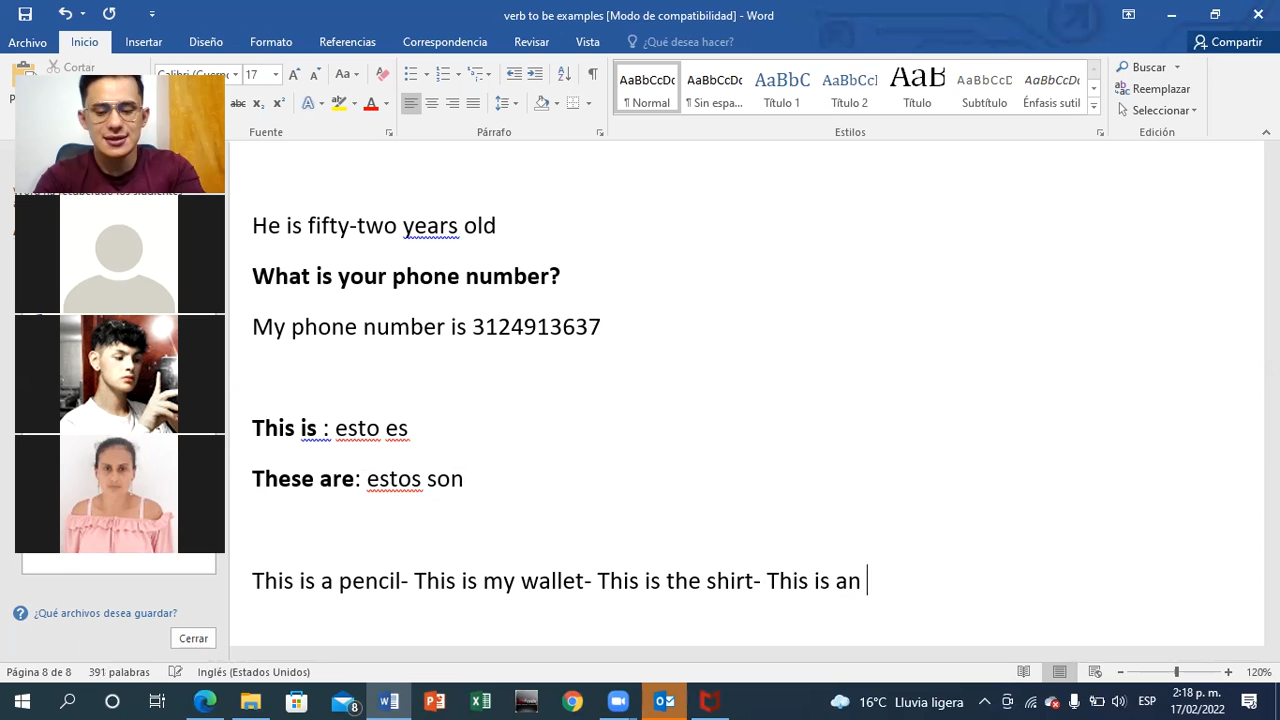 verb to be [Modo de compatibilidad] - Word
Archivo Inicio Insertar Diseño Formato Referencias Correspondencias Revisar Vista ¿Qué desea hacer? Compartir
Cortar 17 Aa AaBbCcDc AaBbCcDc AaBbC AaBbCc AaB AaBbCcD AaBbCcDc Buscar
¶ Normal ¶ Sin espa... Título 1 Título 2 Título Subtítulo Énfasis sutil Reemplazar
Seleccionar
Fuente Párrafo Estilos Edición
He is fifty-two years old
What is your phone number?
My phone number is 3124913637
This is : esto es
These are: estos son
This is a pencil- This is my wallet- This is the shirt- This is an
¿Qué archivos desea guardar?
Cerrar
Página 8 de 8 391 palabras Inglés (Estados Unidos) 120%
8 16°C Lluvia ligera ESP 2:18 p. m.
17/02/2022